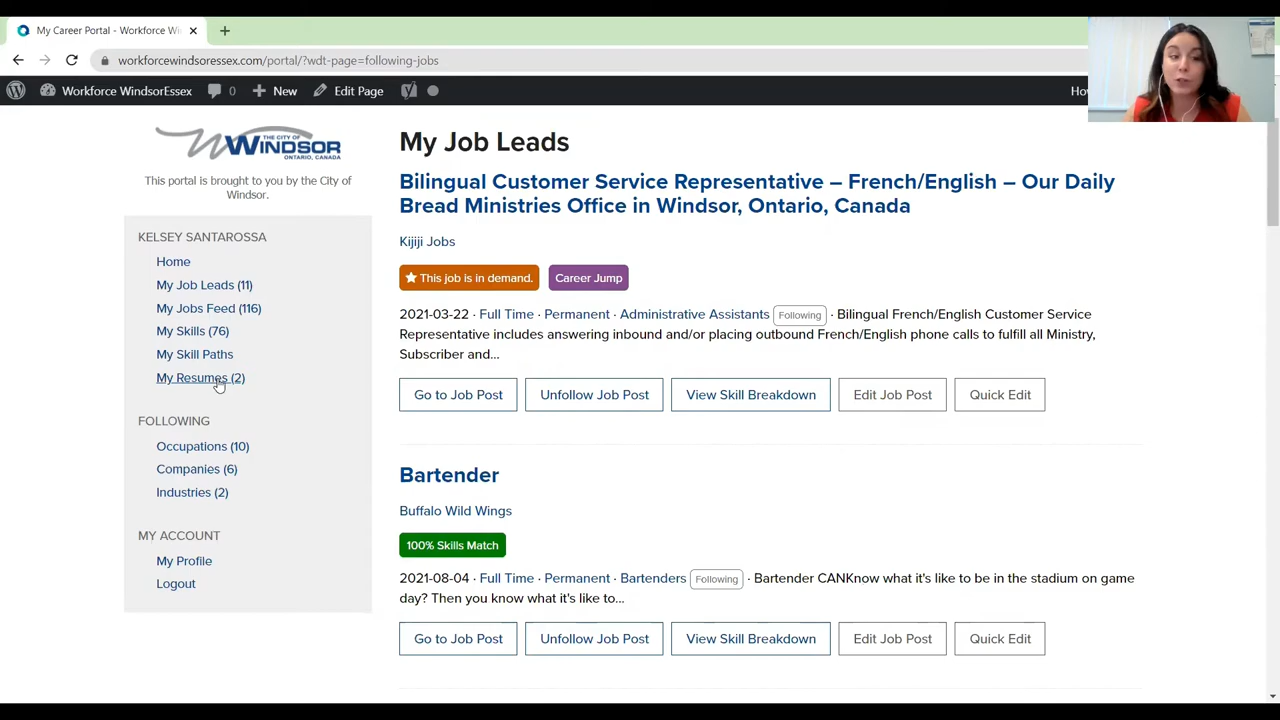 My Career Portal - Workforce Wi
workforcewindsoressex.com/portal/?wdt-page=following-jobs
Workforce WindsorEssex 0 New Edit Page How
THE CITY OF
WINDSOR
ONTARIO, CANADA
This portal is brought to you by the City of
Windsor.
KELSEY SANTAROSSA
Home
My Job Leads (11)
My Jobs Feed (116)
My Skills (76)
My Skill Paths
My Resumes (2)
FOLLOWING
Occupations (10)
Companies (6)
Industries (2)
MY ACCOUNT
My Profile
Logout
My Job Leads
Bilingual Customer Service Representative – French/English – Our Daily
Bread Ministries Office in Windsor, Ontario, Canada
Kijiji Jobs
This job is in demand. Career Jump
2021-03-22 · Full Time · Permanent · Administrative Assistants Following · Bilingual French/English Customer Service
Representative includes answering inbound and/or placing outbound French/English phone calls to fulfill all Ministry,
Subscriber and...
Go to Job Post Unfollow Job Post View Skill Breakdown Edit Job Post Quick Edit
Bartender
Buffalo Wild Wings
100% Skills Match
2021-08-04 · Full Time · Permanent · Bartenders Following · Bartender CANKnow what it's like to be in the stadium on game
day? Then you know what it's like to...
Go to Job Post Unfollow Job Post View Skill Breakdown Edit Job Post Quick Edit